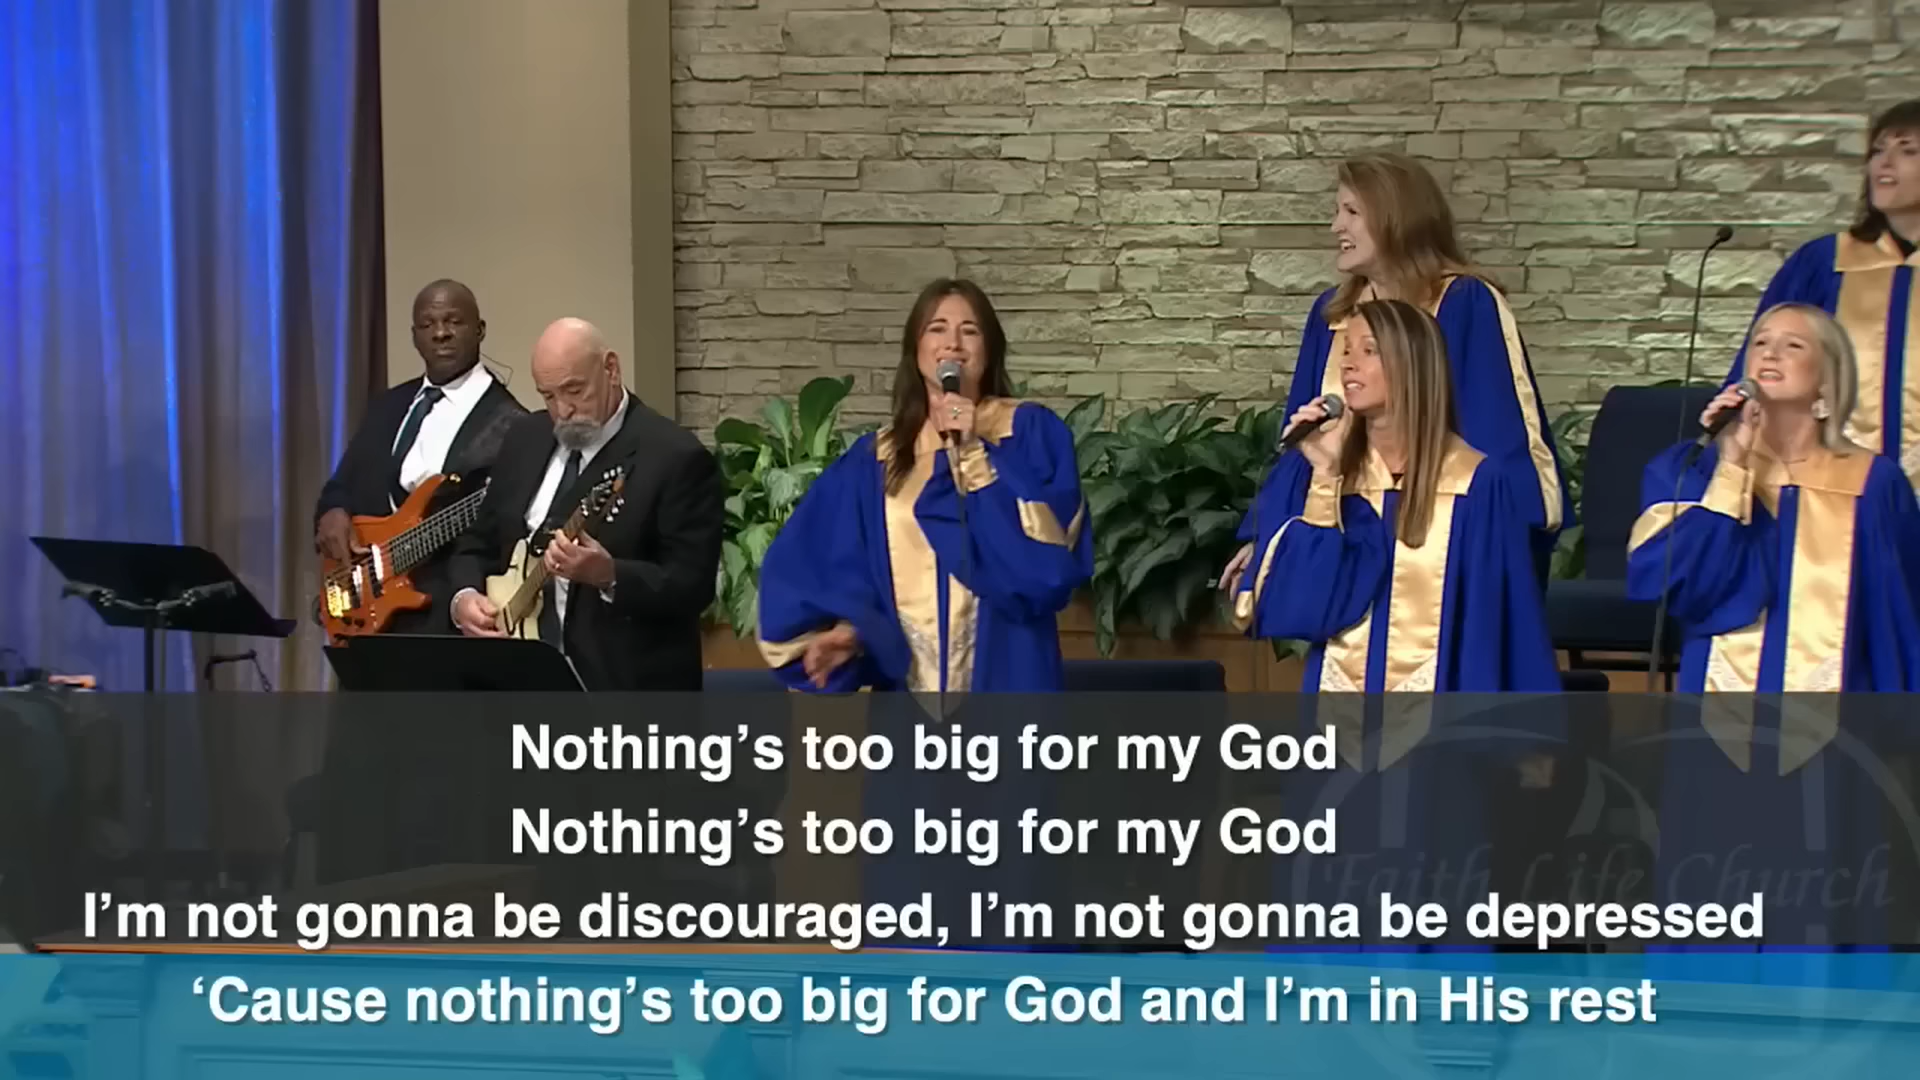 Nothing’s too big for my God
Nothing’s too big for my God
I’m not gonna be discouraged, I’m not gonna be depressed
‘Cause nothing’s too big for God and I’m in His rest
Faith Life Church